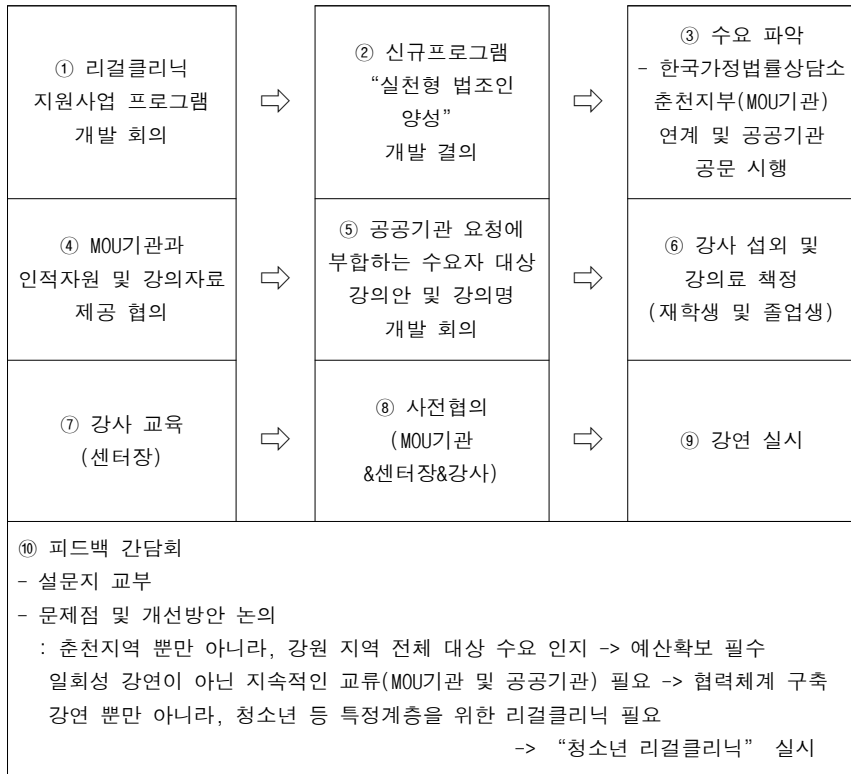 ① 리걸클리닉
지원사업 프로그램
개발 회의
⇨
② 신규프로그램
“실천형 법조인
양성”
개발 결의
⇨
③ 수요 파악
- 한국가정법률상담소
춘천지부(MOU기관)
연계 및 공공기관
공문 시행
④ MOU기관과
인적자원 및 강의자료
제공 협의
⇨
⑤ 공공기관 요청에
부합하는 수요자 대상
강의안 및 강의명
개발 회의
⇨
⑥ 강사 섭외 및
강의료 책정
(재학생 및 졸업생)
⑦ 강사 교육
(센터장)
⇨
⑧ 사전협의
(MOU기관
&센터장&강사)
⇨
⑨ 강연 실시
⑩ 피드백 간담회
- 설문지 교부
- 문제점 및 개선방안 논의
: 춘천지역 뿐만 아니라, 강원 지역 전체 대상 수요 인지 -> 예산확보 필수
일회성 강연이 아닌 지속적인 교류(MOU기관 및 공공기관) 필요 -> 협력체계 구축
강연 뿐만 아니라, 청소년 등 특정계층을 위한 리걸클리닉 필요
-> “청소년 리걸클리닉” 실시